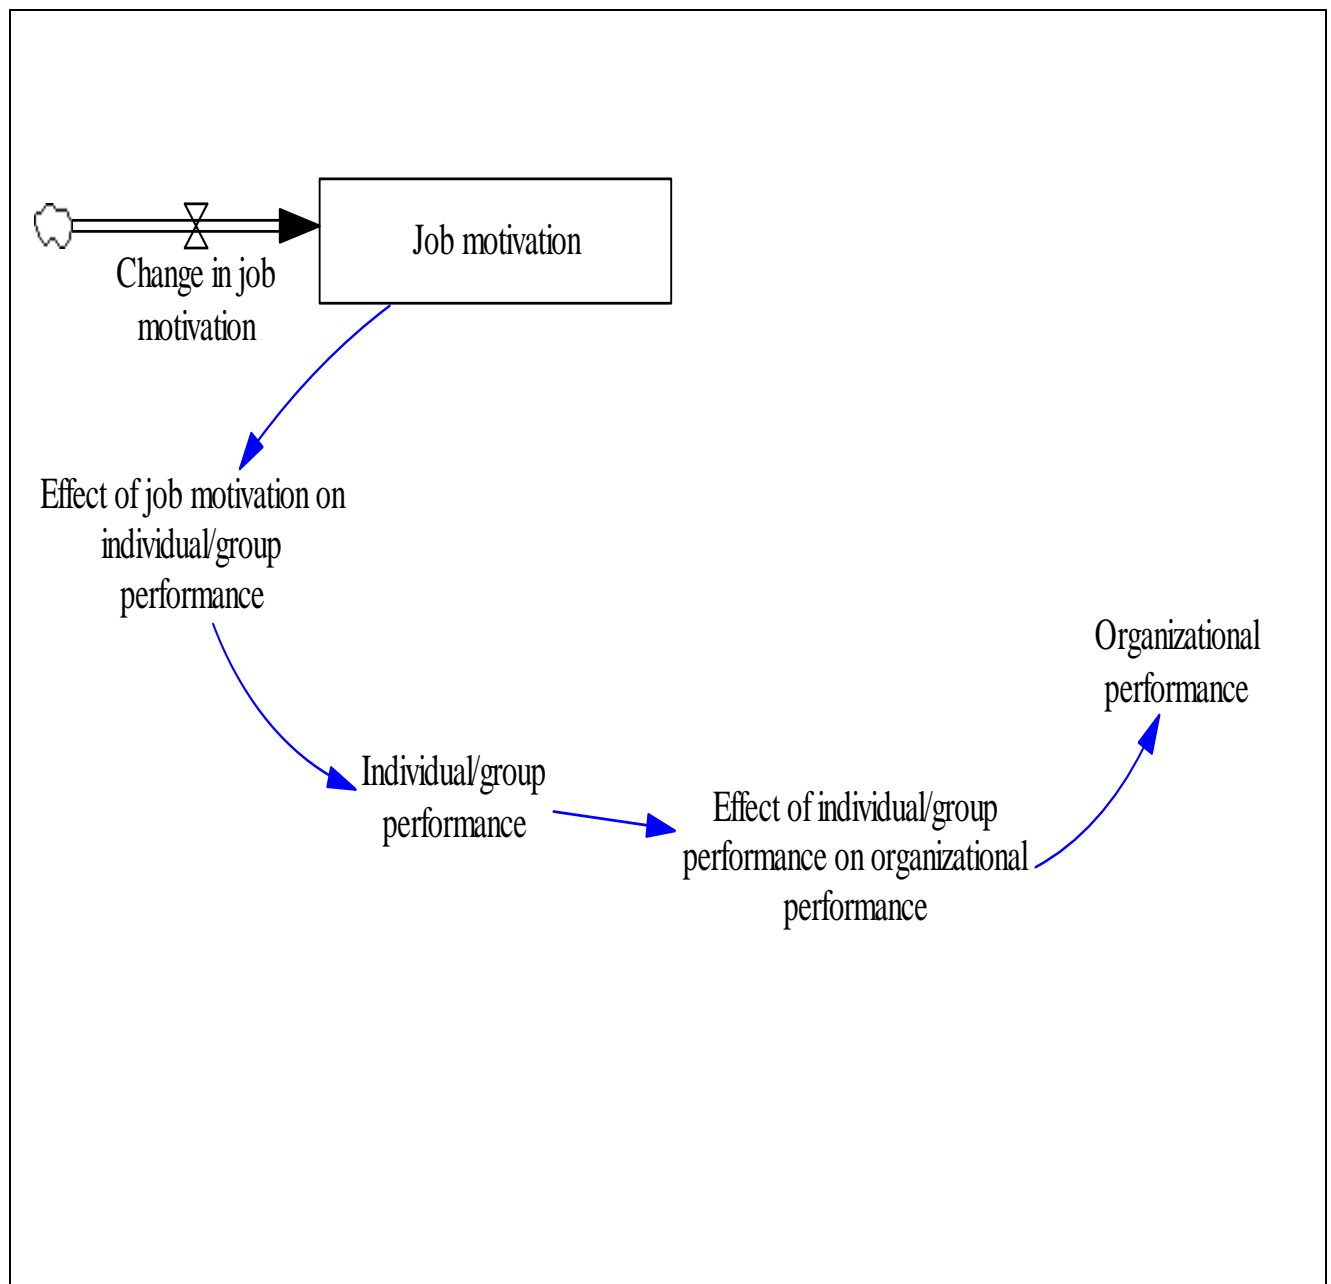 Job motivation
Change in job
motivation
Effect of job motivation on
individual/group
performance
Individual/group
performance
Effect of individual/group
performance on organizational
performance
Organizational
performance